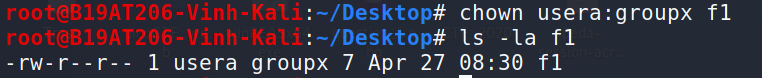 root@B19AT206-Vinh-Kali:~/Desktop# chown usera:groupx f1
root@B19AT206-Vinh-Kali:~/Desktop# ls -la f1
-rw-r--r-- 1 usera groupx 7 Apr 27 08:30 f1